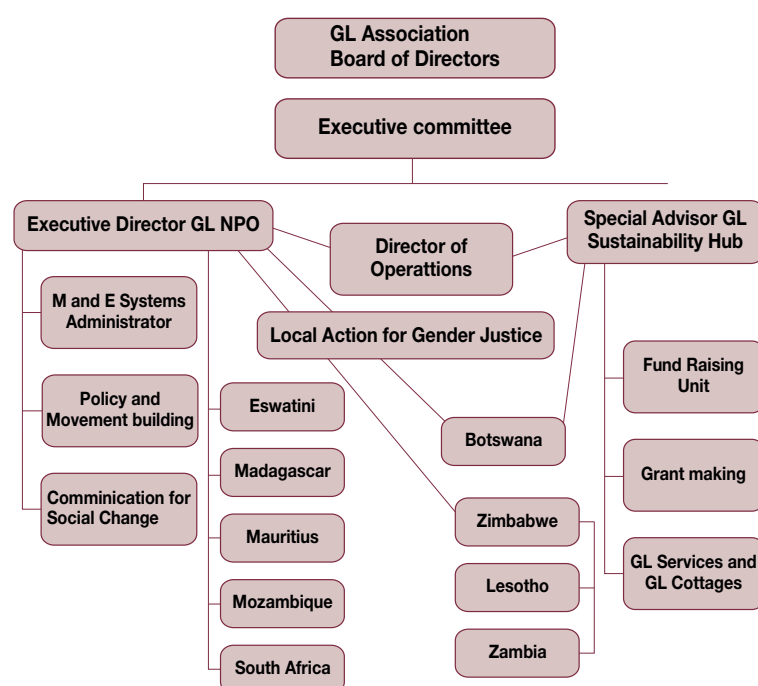 GL Association
Board of Directors
Executive committee
Executive Director GL NPO
Director of
Operattions
Special Advisor GL
Sustainability Hub
M and E Systems
Administrator
Local Action for Gender Justice
Policy and
Movement building
Eswatini
Fund Raising
Unit
Botswana
Madagascar
Grant making
Comminication for
Social Change
Mauritius
Zimbabwe
GL Services and
GL Cottages
Mozambique
Lesotho
South Africa
Zambia